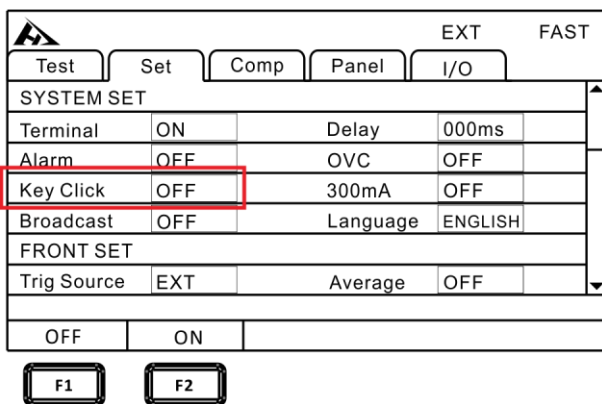 EXT FAST
Test Set Comp Panel I/O
SYSTEM SET
Terminal ON Delay 000ms
Alarm OFF OVC OFF
Key Click OFF 300mA OFF
Broadcast OFF Language ENGLISH
FRONT SET
Trig Source EXT Average OFF
OFF ON
F1 F2